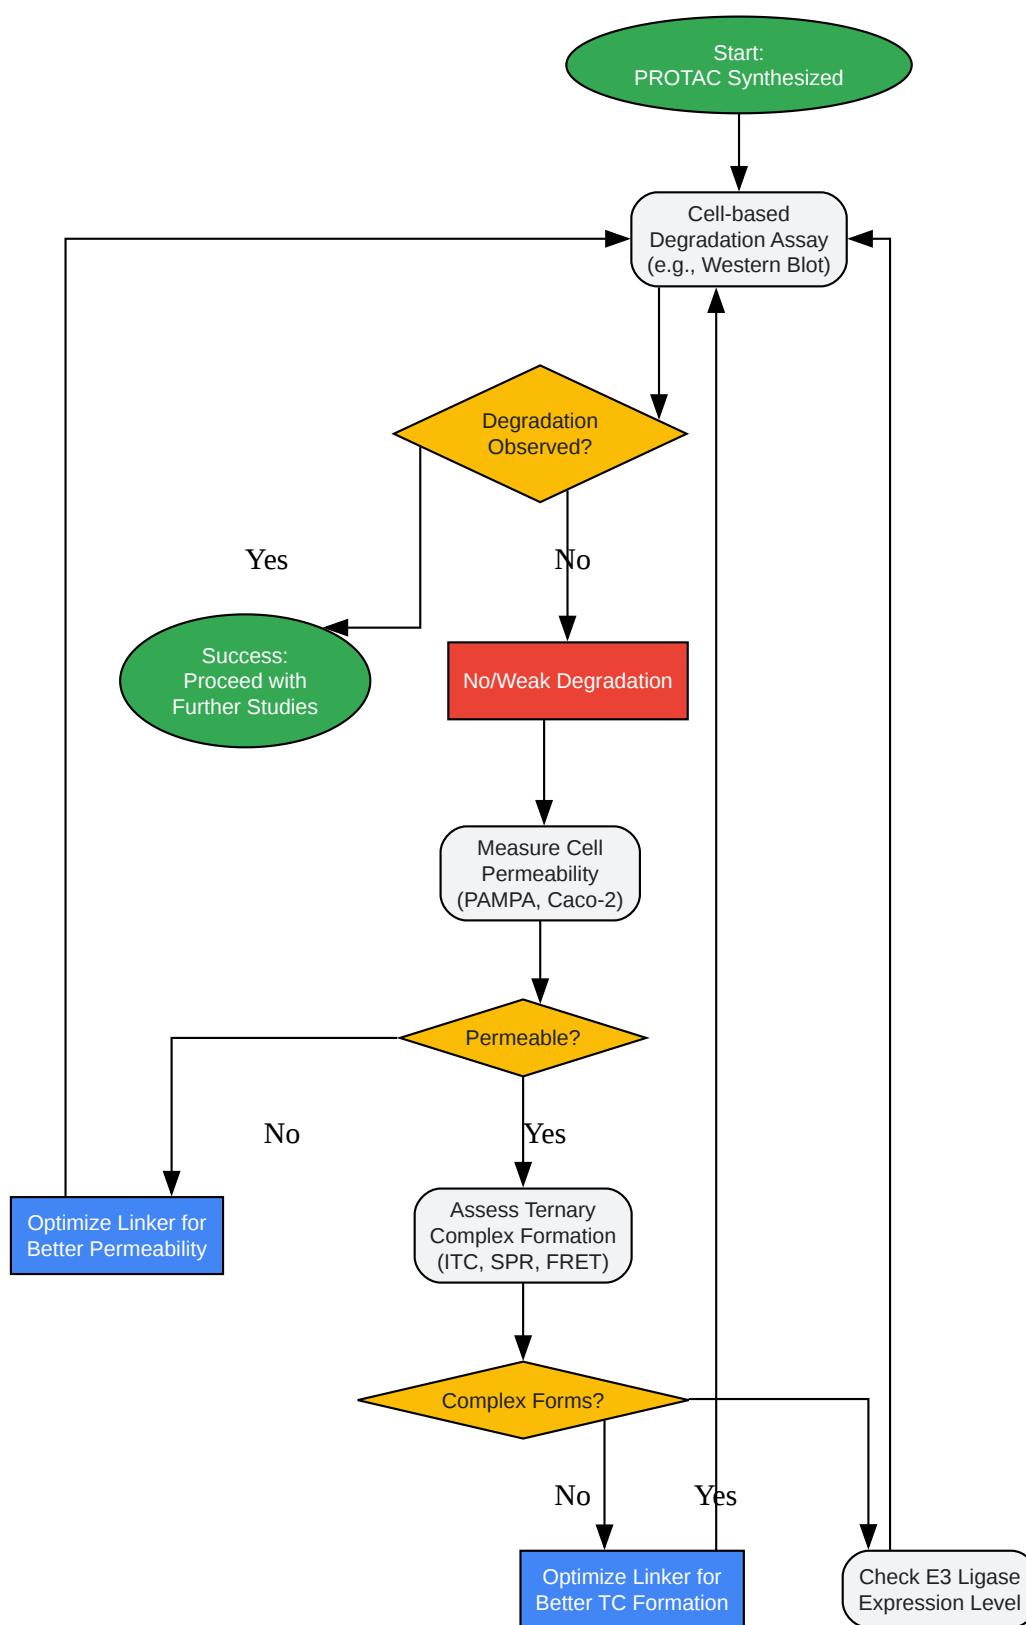 Start:
PROTAC Synthesized
Cell-based
Degradation Assay
(e.g., Western Blot)
Degradation
Observed?
Yes
No
Success:
Proceed with
Further Studies
No/Weak Degradation
Measure Cell
Permeability
(PAMPA, Caco-2)
Permeable?
No
Yes
Optimize Linker for
Better Permeability
Assess Ternary
Complex Formation
(ITC, SPR, FRET)
Complex Forms?
No
Yes
Optimize Linker for
Better TC Formation
Check E3 Ligase
Expression Level